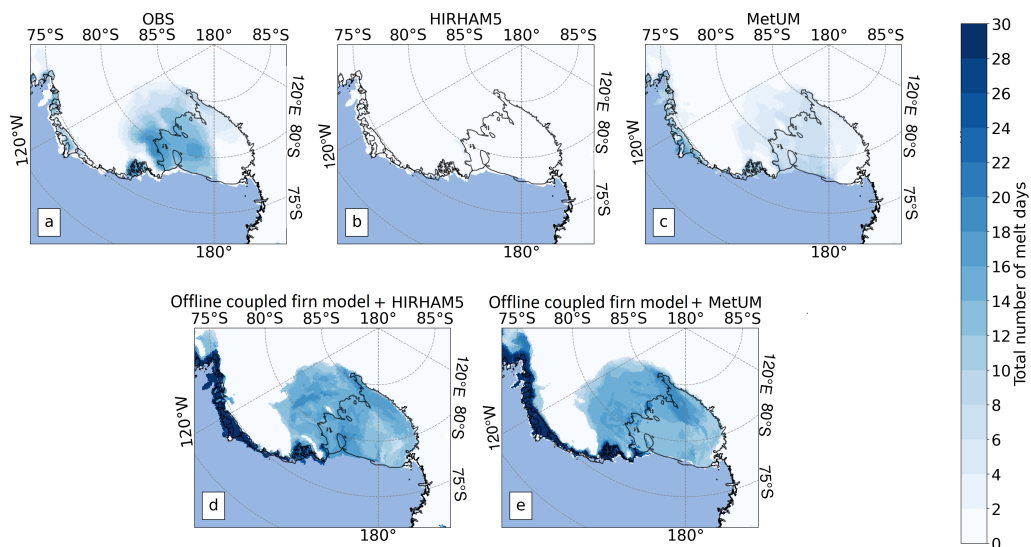 OBS
75°S 80°S 85°S 180° 85°S
120°W
120°E
80°S
75°S
a
180°
HIRHAM5
75°S 80°S 85°S 180° 85°S
120°W
120°E
80°S
75°S
b
180°
MetUM
75°S 80°S 85°S 180° 85°S
120°W
120°E
80°S
75°S
c
180°
Offline coupled firn model + HIRHAM5
75°S 80°S 85°S 180° 85°S
120°W
120°E
80°S
75°S
d
180°
Offline coupled firn model + MetUM
75°S 80°S 85°S 180° 85°S
120°W
120°E
80°S
75°S
e
180°
30
28
26
24
22
20
18
16
14
12
10
8
6
4
2
0
Total number of melt days